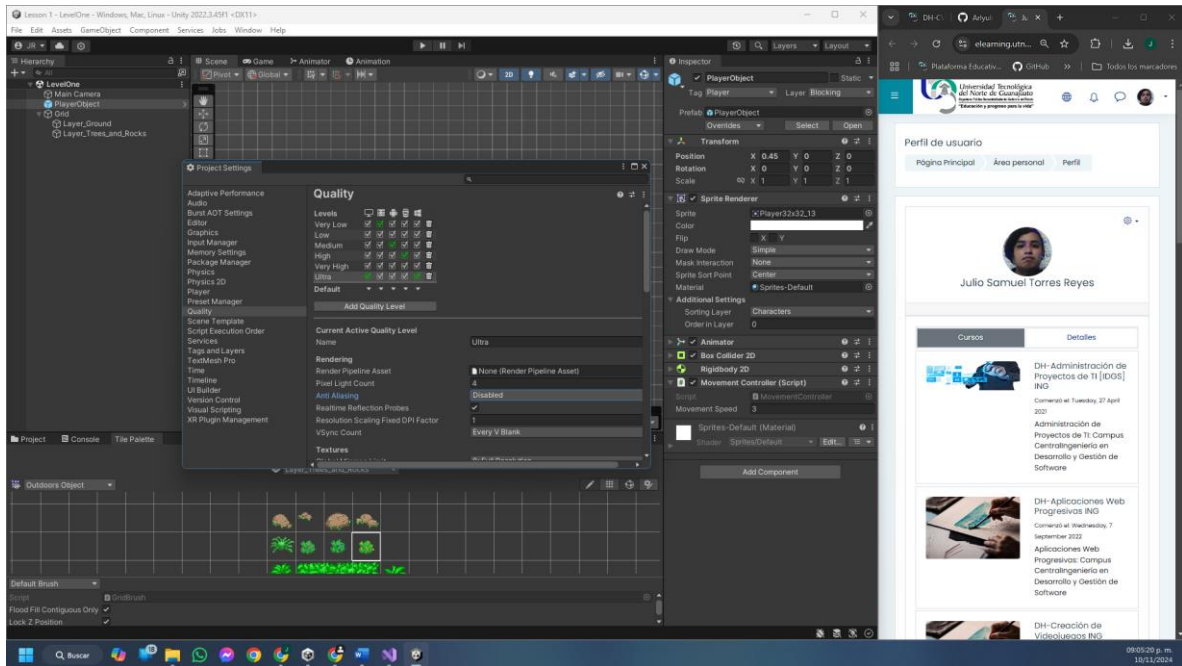 Lesson 1 - LevelOne - Windows, Mac, Linux - Unity 2022.3.45f1 <DX11>
File Edit Assets GameObject Component Services Jobs Window Help
JR
Layers
Layout
Hierarchy
All
LevelOne
Main Camera
PlayerObject
Grid
Layer_Ground
Layer_Trees_and_Rocks
Scene Game Animator Animation
Pivot Global
2D
Project Settings
Adaptive Performance
Audio
Burst AOT Settings
Editor
Graphics
Input Manager
Memory Settings
Package Manager
Physics
Physics 2D
Player
Preset Manager
Quality
Scene Template
Script Execution Order
Services
Tags and Layers
TextMesh Pro
Time
Timeline
UI Builder
Version Control
Visual Scripting
XR Plugin Management
Quality
Levels
Very Low
Low
Medium
High
Very High
Ultra
Default
Add Quality Level
Current Active Quality Level
Name Ultra
Rendering
Render Pipeline Asset None (Render Pipeline Asset)
Pixel Light Count 4
Anti Aliasing Disabled
Realtime Reflection Probes
Resolution Scaling Fixed DPI Factor 1
VSync Count Every V Blank
Textures
Project Console Tile Palette
Layer_Trees_and_Rocks
Outdoors Object
Default Brush
Script GridBrush
Flood Fill Contiguous Only
Lock Z Position
Inspector
PlayerObject Static
Tag Player Layer Blocking
Prefab PlayerObject
Overrides Select Open
Transform
Position X 0.45 Y 0 Z 0
Rotation X 0 Y 0 Z 0
Scale X 1 Y 1 Z 1
Sprite Renderer
Sprite Player32x32_13
Color
Flip X Y
Draw Mode Simple
Mask Interaction None
Sprite Sort Point Center
Material Sprites-Default
Additional Settings
Sorting Layer Characters
Order in Layer 0
Animator
Box Collider 2D
Rigidbody 2D
Movement Controller (Script)
Script MovementController
Movement Speed 3
Sprites-Default (Material)
Shader Sprites/Default Edit...
Add Component
DH-C
Ariyul
elearning.utn...
Plataforma Educativ... GitHub Todos los marcadores
Universidad Tecnológica
del Norte de Guanajuato
"Educación y progreso para la vida"
Perfil de usuario
Página Principal Área personal Perfil
Julio Samuel Torres Reyes
Cursos Detalles
DH-Administración de
Proyectos de TI [IDGS]
ING
Comenzó el Tuesday, 27 April
2021
Administración de
Proyectos de TI: Campus
CentralIngeniería en
Desarrollo y Gestión de
Software
DH-Aplicaciones Web
Progresivas ING
Comenzó el Wednesday, 7
September 2022
Aplicaciones Web
Progresivas: Campus
CentralIngeniería en
Desarrollo y Gestión de
Software
DH-Creación de
Videojuegos ING
Buscar
09:05:20 p. m.
10/11/2024